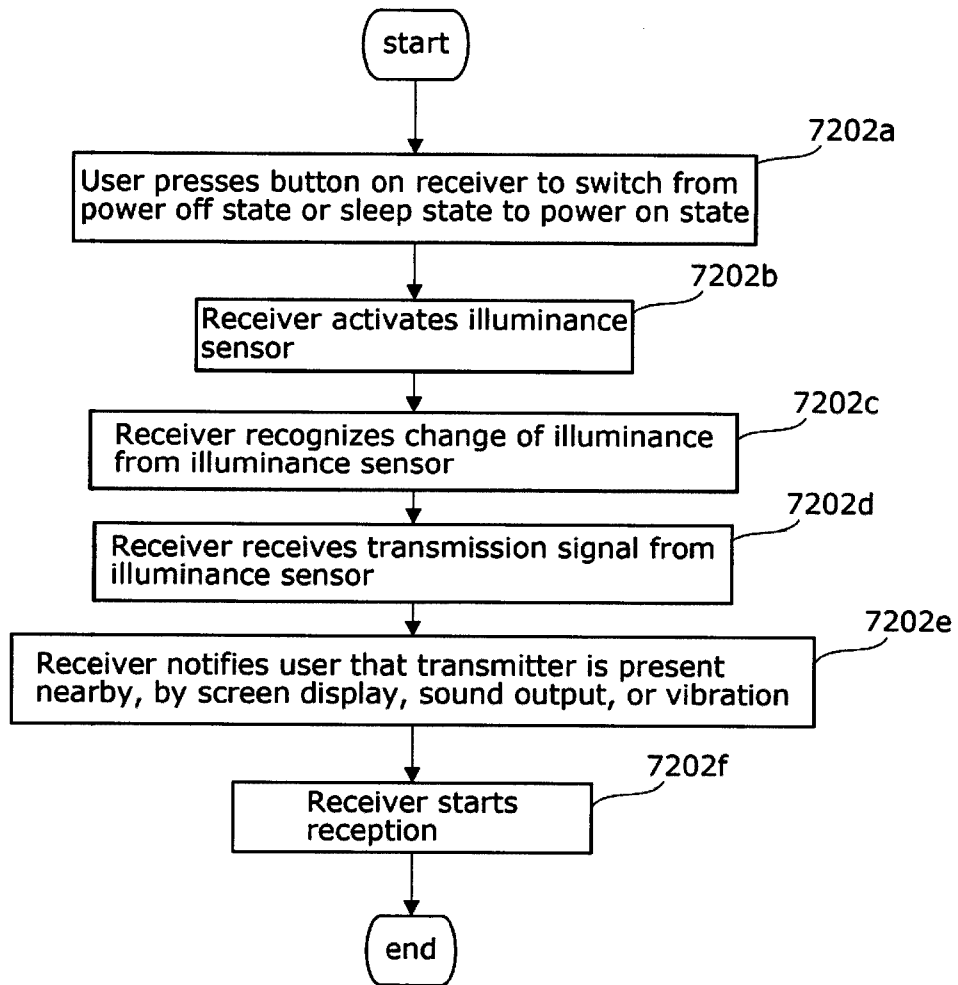 start
7202a
User presses button on receiver to switch from
power off state or sleep state to power on state
7202b
Receiver activates illuminance
sensor
7202c
Receiver recognizes change of illuminance
from illuminance sensor
7202d
Receiver receives transmission signal from
illuminance sensor
7202e
Receiver notifies user that transmitter is present
nearby, by screen display, sound output, or vibration
7202f
Receiver starts
reception
end